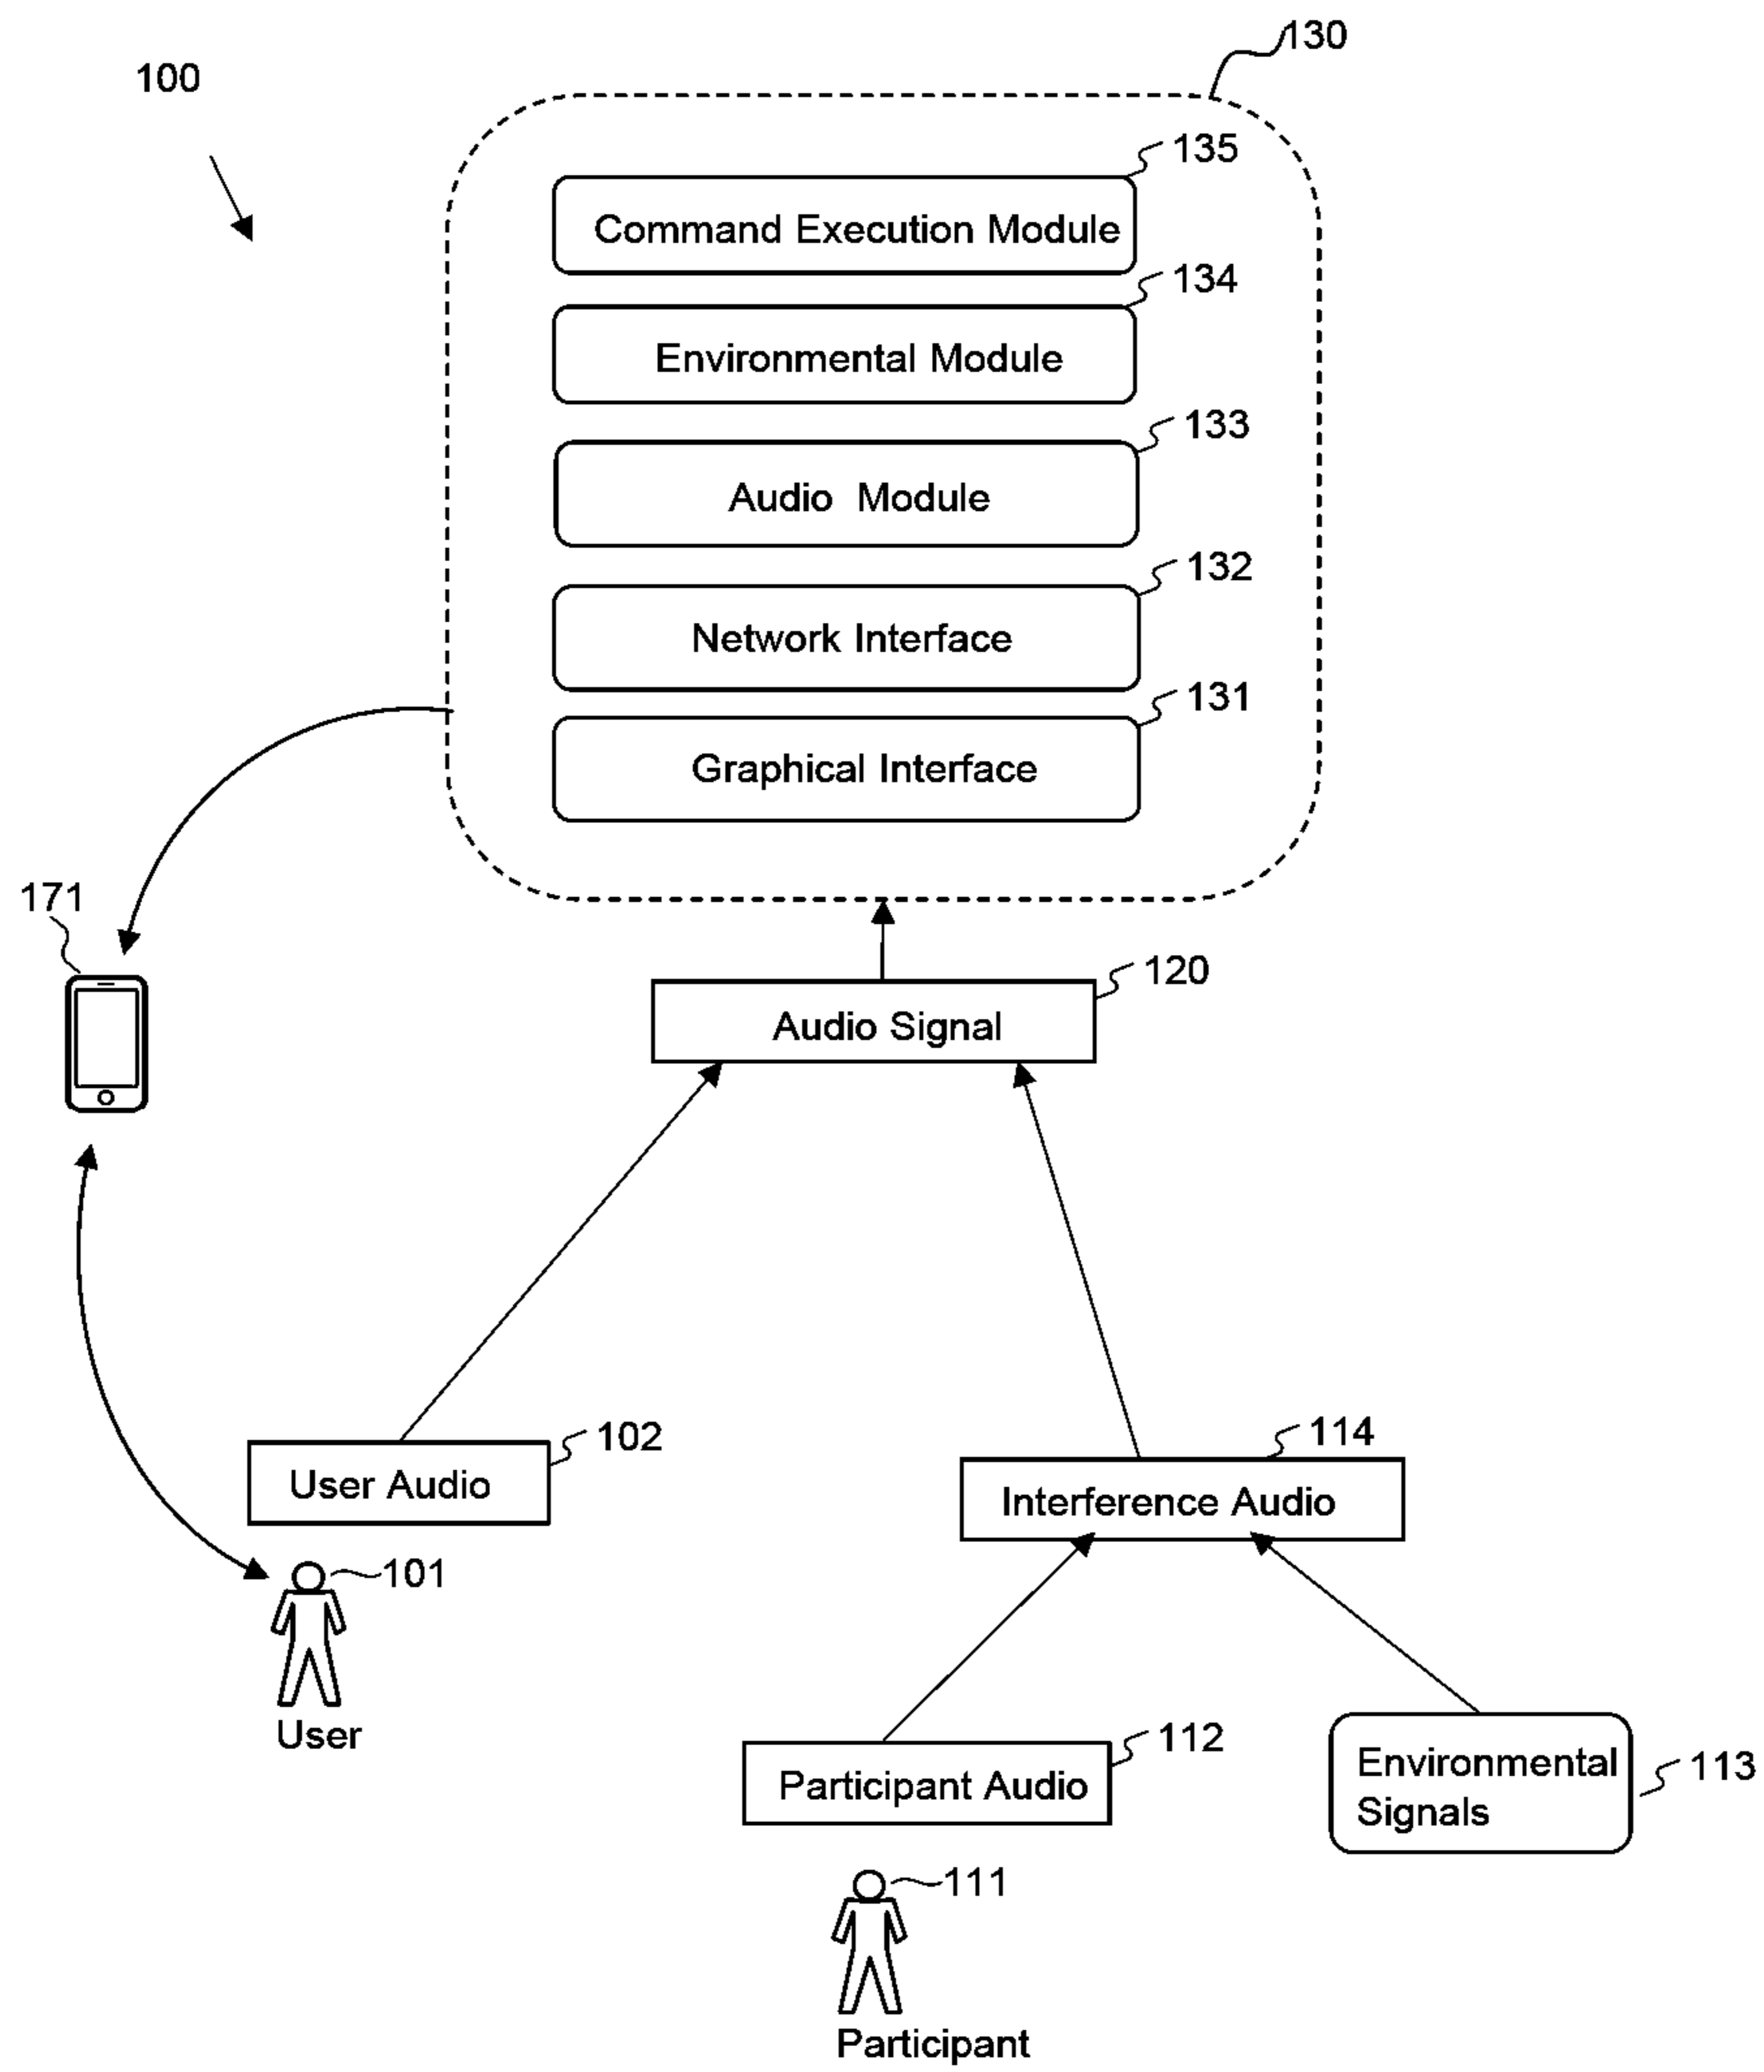 130
100
135
Command Execution Module
134
Environmental Module
133
Audio Module
132
Network Interface
131
Graphical Interface
171
120
Audio Signal
102
User Audio
114
Interference Audio
101
User
112
Participant Audio
Environmental
Signals
113
111
Participant